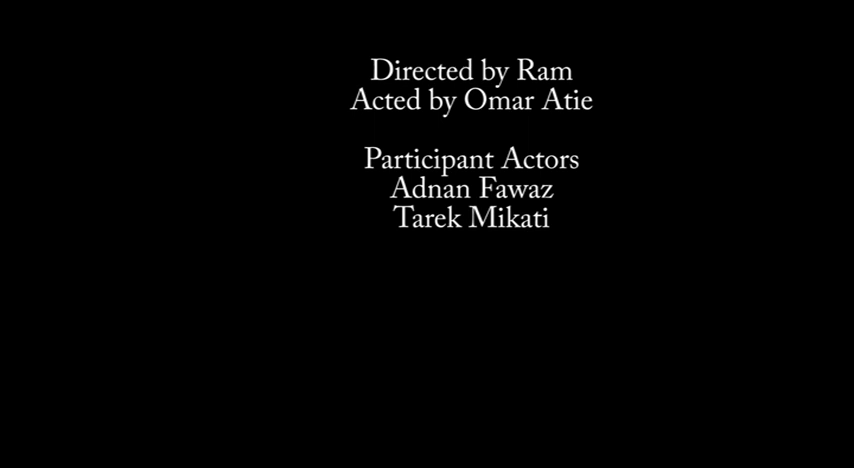 Directed by Ram
Acted by Omar Atie
Participant Actors
Adnan Fawaz
Tarek Mikati